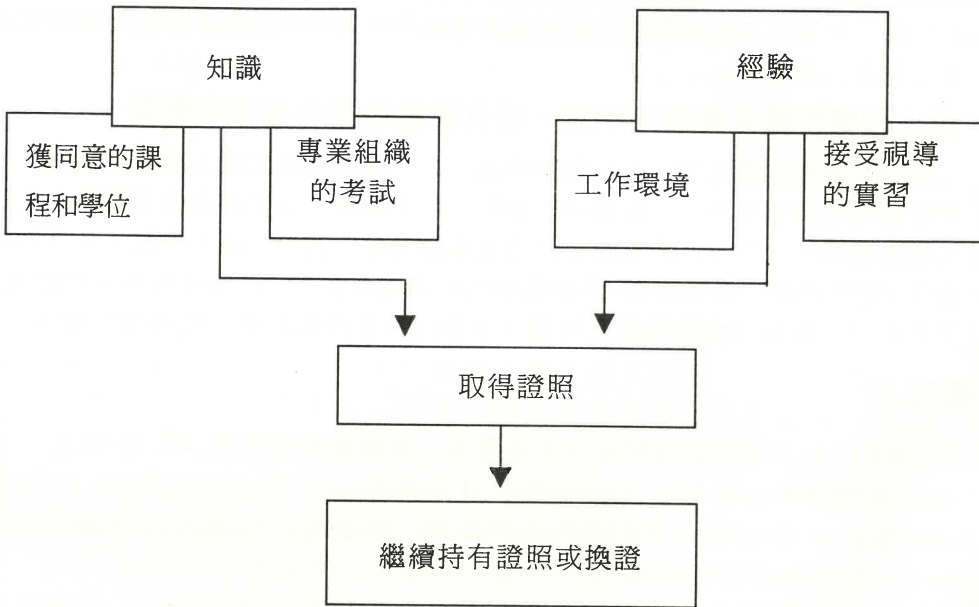 知識
經驗
獲同意的課
程和學位
專業組織
的考試
工作環境
接受視導
的實習
取得證照
繼續持有證照或換證